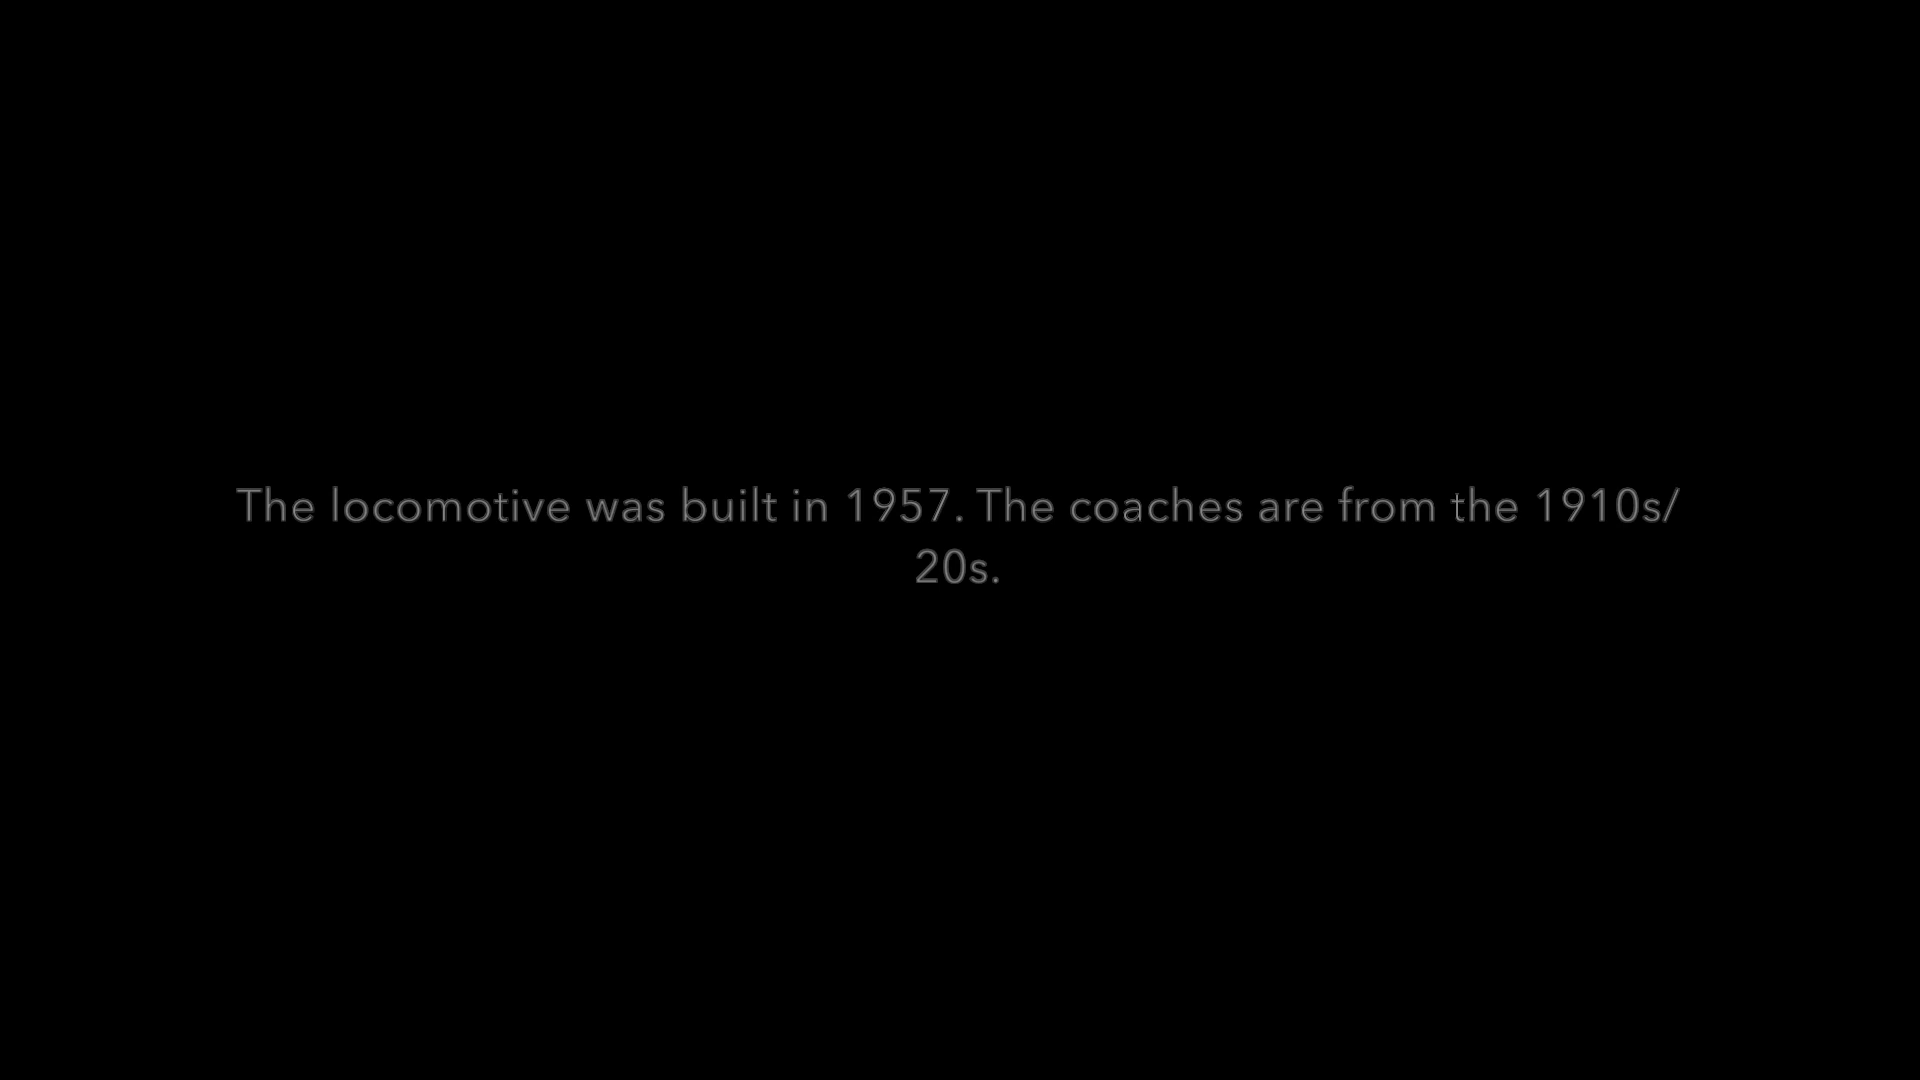 The locomotive was built in 1957. The coaches are from the 1910s/
20s.